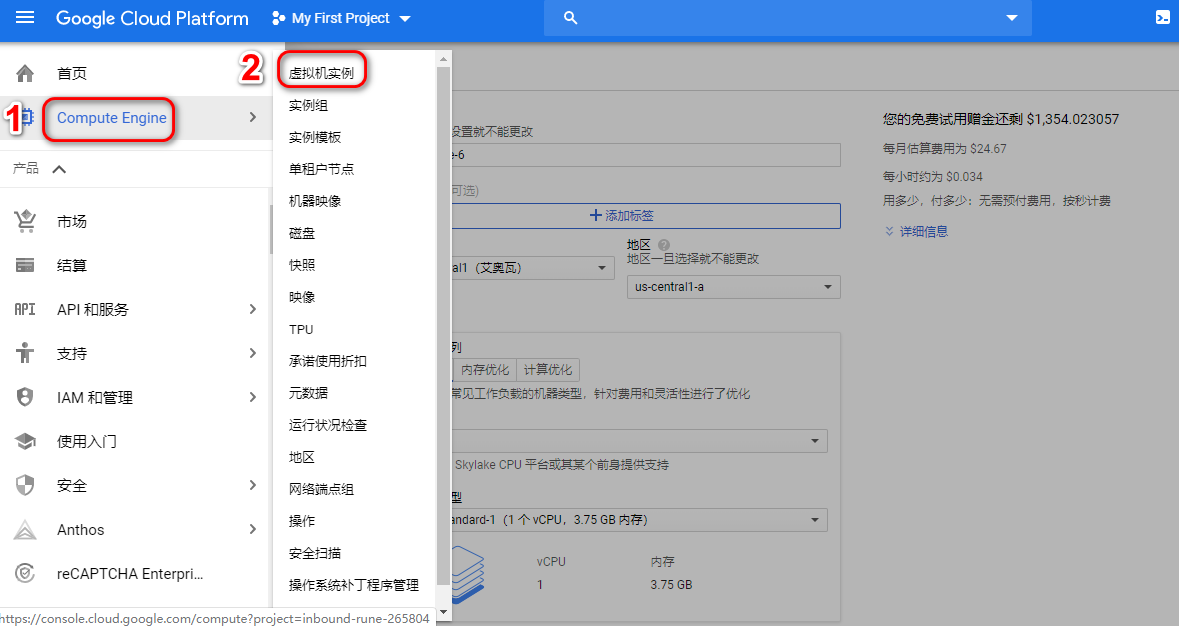 Google Cloud Platform
My First Project
首页
1
Compute Engine
产品
市场
结算
API
API 和服务
支持
IAM 和管理
使用入门
安全
Anthos
reCAPTCHA Enterpri...
https://console.cloud.google.com/compute?project=inbound-rune-265804
2
虚拟机实例
实例组
实例模板
单租户节点
机器映像
磁盘
快照
映像
TPU
承诺使用折扣
元数据
运行状况检查
地区
网络端点组
操作
安全扫描
操作系统补丁程序管理
设置就不能更改
e-6
可选)
添加标签
地区 ?
地区一旦选择就不能更改
al1（艾奥瓦）
us-central1-a
列
内存优化
计算优化
常见工作负载的机器类型，针对费用和灵活性进行了优化
Skylake CPU 平台或其某个前身提供支持
型
andard-1（1 个 vCPU，3.75 GB 内存）
vCPU
内存
1
3.75 GB
您的免费试用赠金还剩 $1,354.023057
每月估算费用为 $24.67
每小时约为 $0.034
用多少，付多少：无需预付费用，按秒计费
详细信息